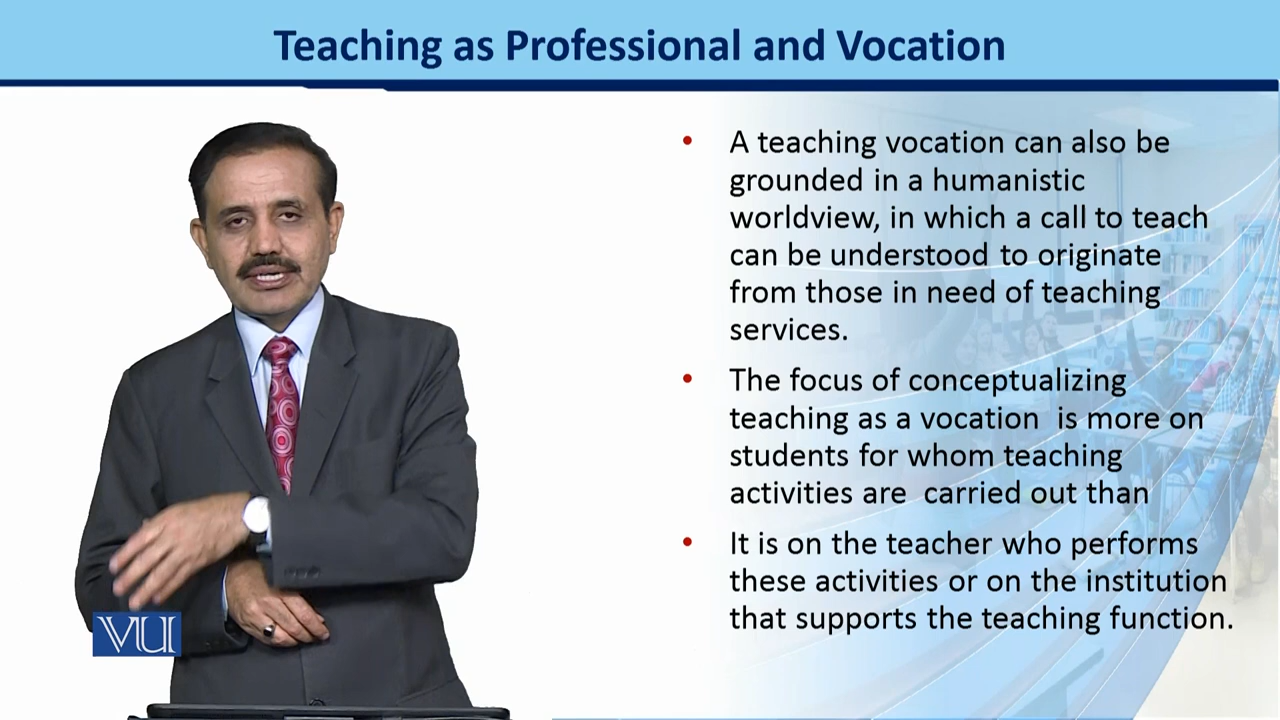 Teaching as Professional and Vocation
• A teaching vocation can also be
grounded in a humanistic
worldview, in which a call to teach
can be understood to originate
from those in need of teaching
services.
• The focus of conceptualizing
teaching as a vocation  is more on
students for whom teaching
activities are  carried out than
• It is on the teacher who performs
these activities or on the institution
that supports the teaching function.
VU